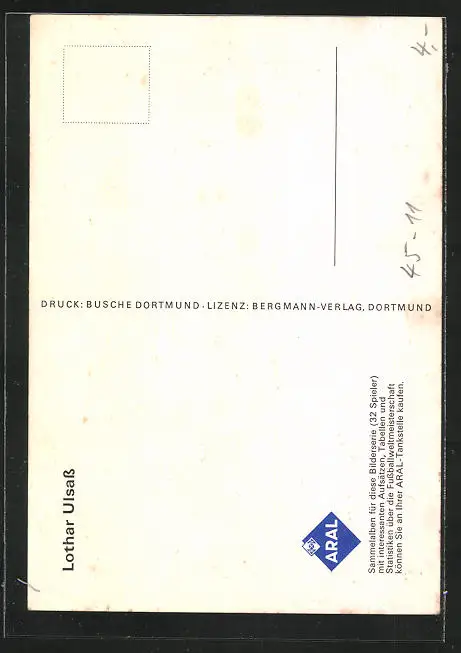 4,-
45-11
DRUCK: BUSCHE DORTMUND · LIZENZ: BERGMANN-VERLAG, DORTMUND
Lothar Ulsaß
ARAL
Sammelalben für diese Bilderserie (32 Spieler)
mit interessanten Aufsätzen, Tabellen und
Statistiken über die Fußballweltmeisterschaft
können Sie an Ihrer ARAL-Tankstelle kaufen.